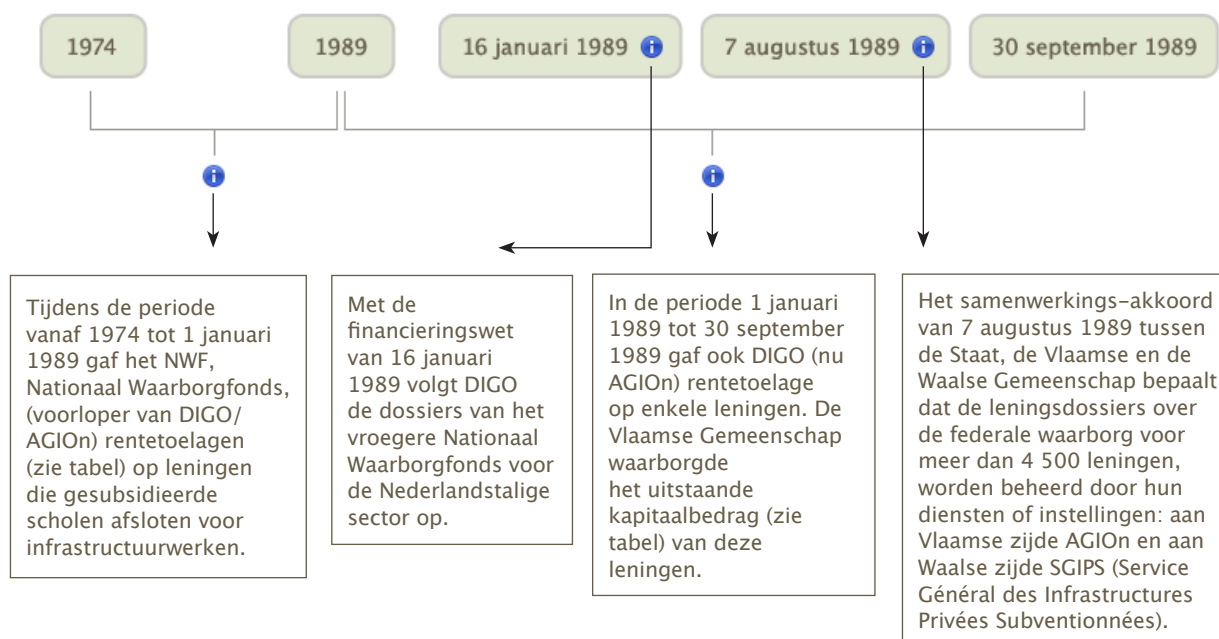 1974
1989
16 januari 1989
7 augustus 1989
30 september 1989
Tijdens de periode
vanaf 1974 tot 1 januari
1989 gaf het NWF,
Nationaal Waarborgfonds,
(voorloper van DIGO/
AGIOn) rentetoelagen
(zie tabel) op leningen
die gesubsidieerde
scholen afsloten voor
infrastructuurwerken.
Met de
financieringswet
van 16 januari
1989 volgt DIGO
de dossiers van het
vroegere Nationaal
Waarborgfonds voor
de Nederlandstalige
sector op.
In de periode 1 januari
1989 tot 30 september
1989 gaf ook DIGO (nu
AGIOn) rentetoelage
op enkele leningen. De
Vlaamse Gemeenschap
waarborgde
het uitstaande
kapitaalbedrag (zie
tabel) van deze
leningen.
Het samenwerkings-akkoord
van 7 augustus 1989 tussen
de Staat, de Vlaamse en de
Waalse Gemeenschap bepaalt
dat de leningsdossiers over
de federale waarborg voor
meer dan 4 500 leningen,
worden beheerd door hun
diensten of instellingen: aan
Vlaamse zijde AGIOn en aan
Waalse zijde SGIPS (Service
Général des Infrastructures
Privées Subventionnées).